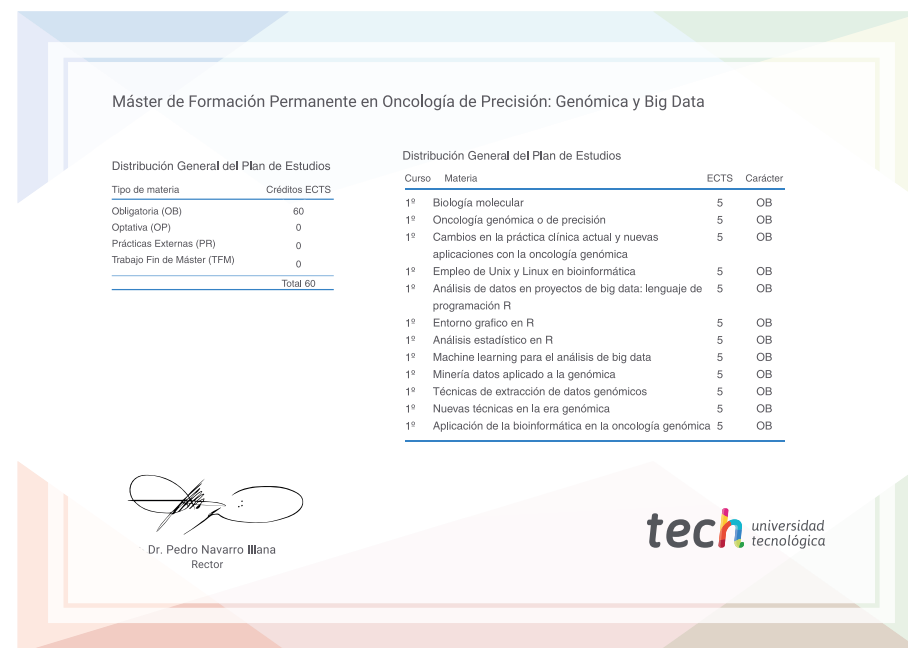 Máster de Formación Permanente en Oncología de Precisión: Genómica y Big Data
Distribución General del Plan de Estudios
Tipo de materia Créditos ECTS
Obligatoria (OB) 60
Optativa (OP) 0
Prácticas Externas (PR) 0
Trabajo Fin de Máster (TFM) 0
Total 60
Distribución General del Plan de Estudios
Curso Materia ECTS Carácter
1º Biología molecular 5 OB
1º Oncología genómica o de precisión 5 OB
1º Cambios en la práctica clínica actual y nuevas 5 OB
aplicaciones con la oncología genómica
1º Empleo de Unix y Linux en bioinformática 5 OB
1º Análisis de datos en proyectos de big data: lenguaje de 5 OB
programación R
1º Entorno grafico en R 5 OB
1º Análisis estadístico en R 5 OB
1º Machine learning para el análisis de big data 5 OB
1º Minería datos aplicado a la genómica 5 OB
1º Técnicas de extracción de datos genómicos 5 OB
1º Nuevas técnicas en la era genómica 5 OB
1º Aplicación de la bioinformática en la oncología genómica 5 OB
Dr. Pedro Navarro Illana
Rector
tech universidad
tecnológica